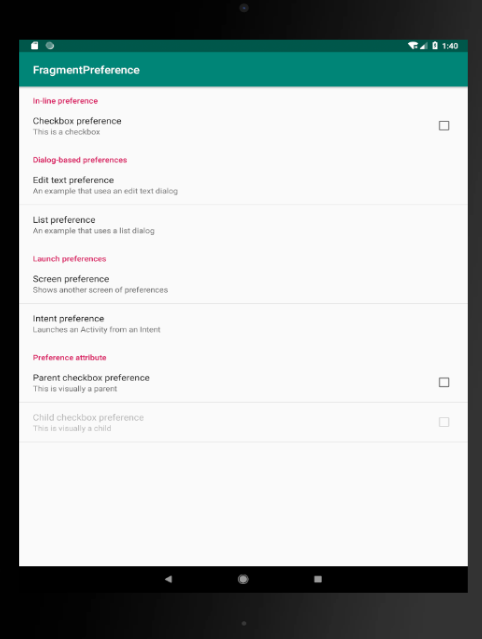 1:40
FragmentPreference
In-line preference
Checkbox preference
This is a checkbox
Dialog-based preferences
Edit text preference
An example that usea an edit text dialog
List preference
An example that uses a list dialog
Launch preferences
Screen preference
Shows another screen of preferences
Intent preference
Launches an Activity from an Intent
Preference attribute
Parent checkbox preference
This is visually a parent
Child checkbox preference
This is visually a child